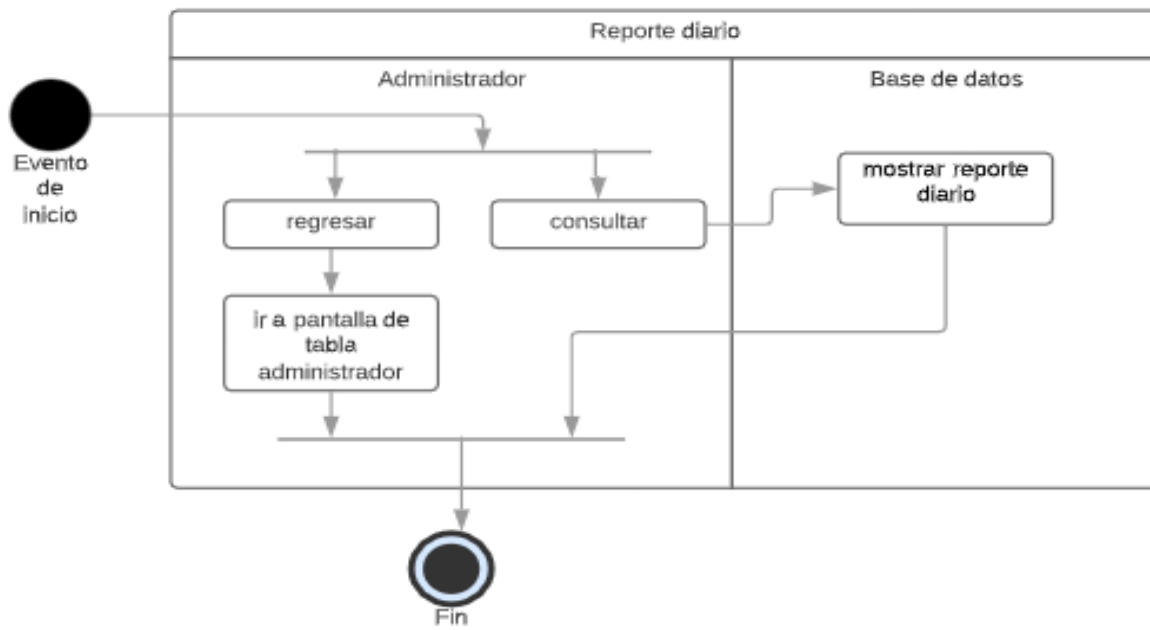 Reporte diario
Administrador
Base de datos
Evento
de
inicio
mostrar reporte
diario
regresar
consultar
ir a pantalla de
tabla
administrador
Fin